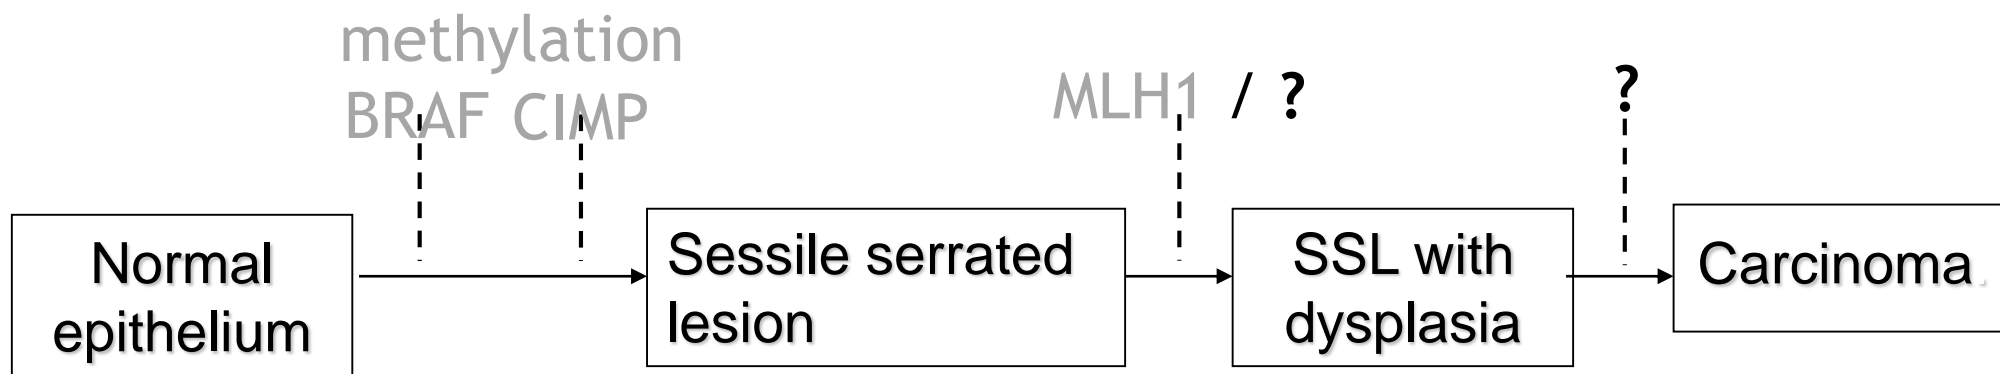 methylation
BRAF CIMP
MLH1 / ?
?
Normal
epithelium
Sessile serrated
lesion
SSL with
dysplasia
Carcinoma.